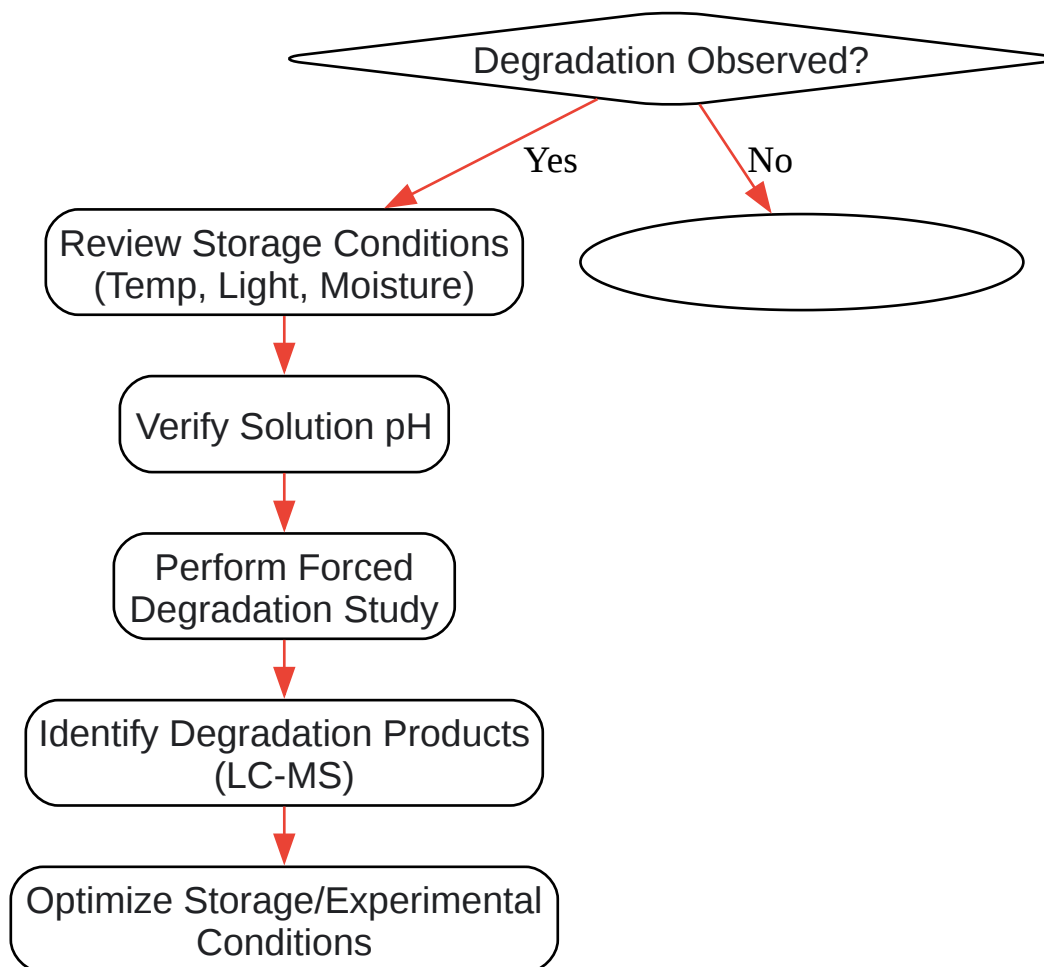 Degradation Observed?
Yes
No
Review Storage Conditions
(Temp, Light, Moisture)
Verify Solution pH
Perform Forced
Degradation Study
Identify Degradation Products
(LC-MS)
Optimize Storage/Experimental
Conditions